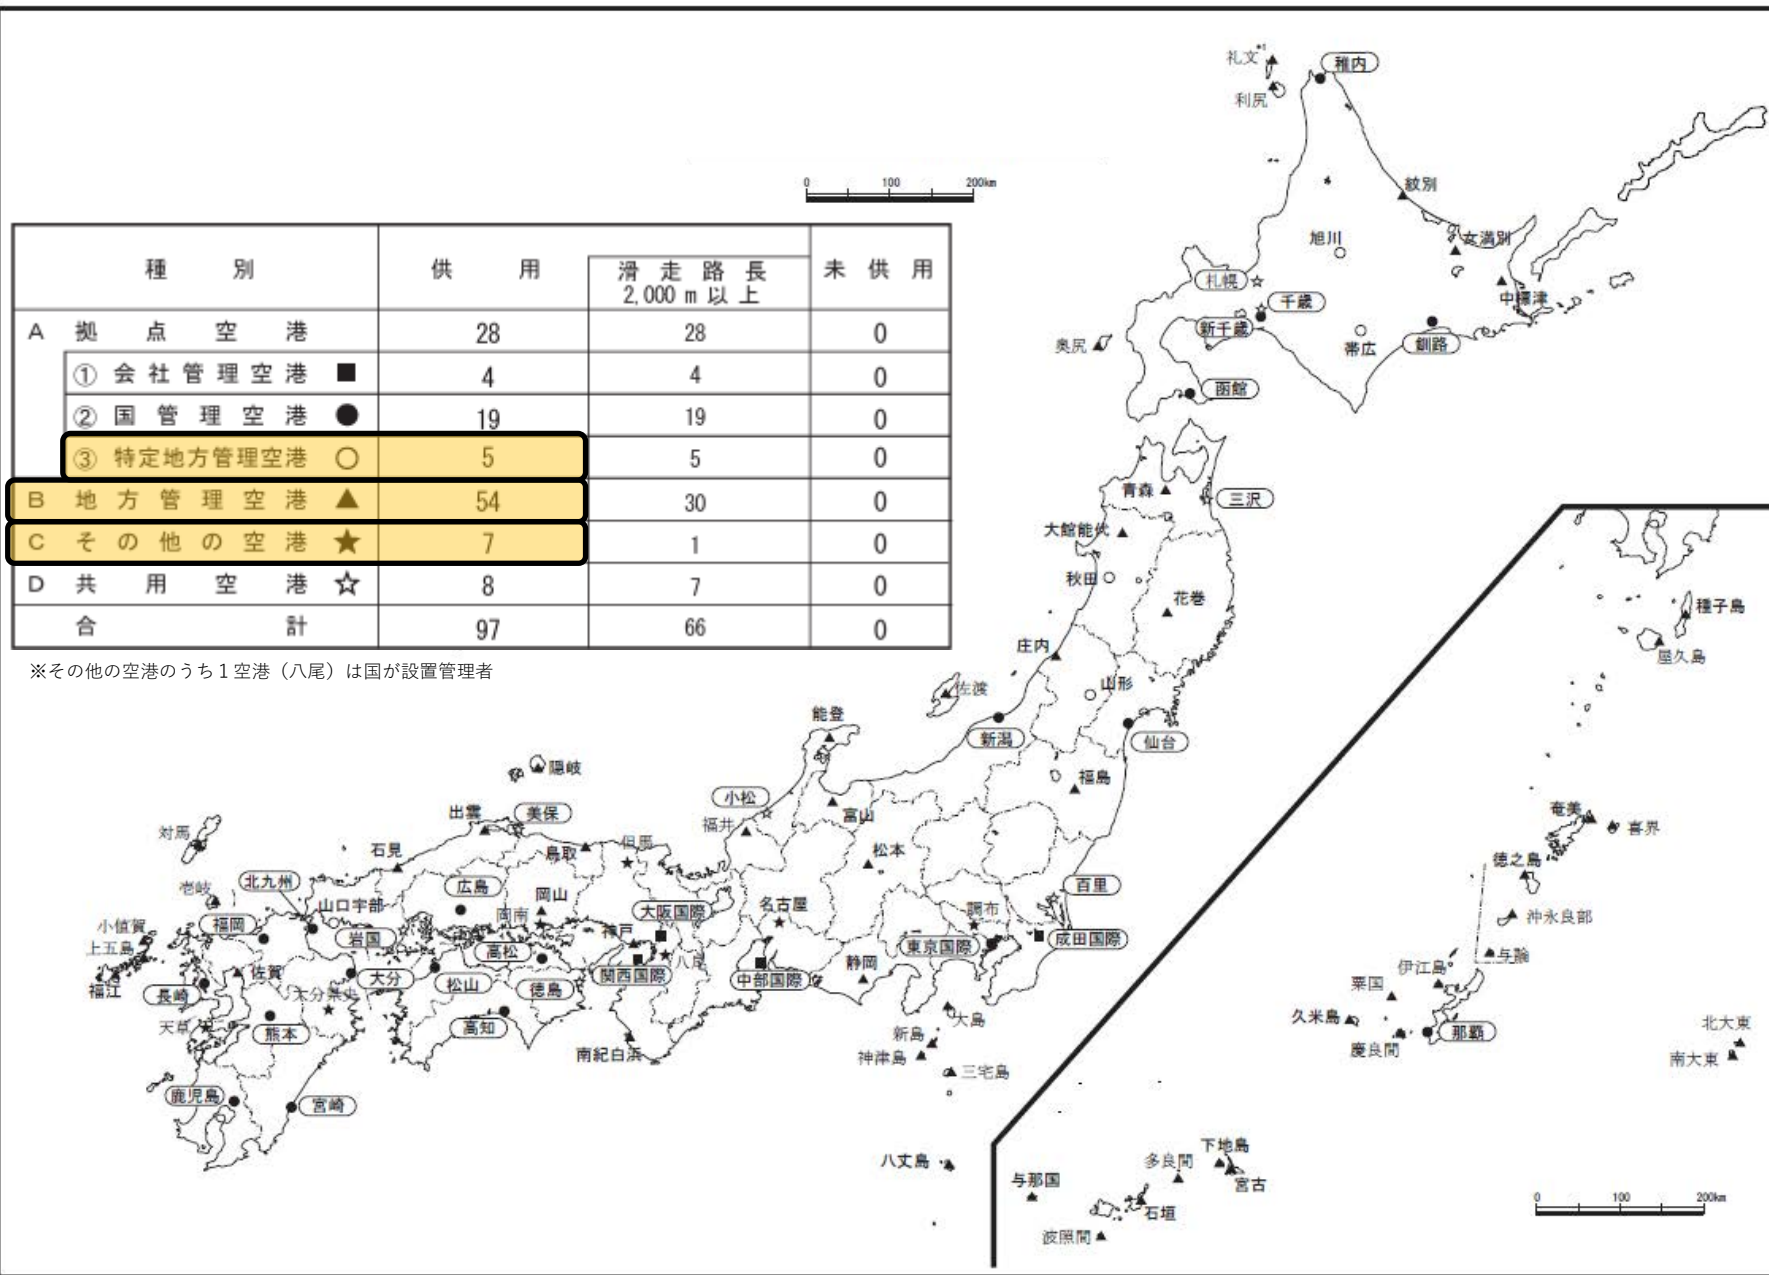 0 100 200km
種別 供用 滑走路長 2,000m以上 未供用
A 拠点空港 28 28 0
① 会社管理空港 ■ 4 4 0
② 国管理空港 ● 19 19 0
③ 特定地方管理空港 ○ 5 5 0
B 地方管理空港 ▲ 54 30 0
C その他の空港 ★ 7 1 0
D 共用空港 ☆ 8 7 0
合計 97 66 0
※その他の空港のうち1空港(八尾)は国が設置管理者
礼文
稚内
利尻
紋別
旭川
女満別
札幌
千歳
中標津
新千歳
奥尻
帯広
釧路
函館
青森
三沢
大館能代
秋田
花巻
庄内
佐渡
山形
新潟
仙台
福島
能登
小松
富山
福井
松本
隠岐
出雲
美保
対馬
石見
鳥取
但馬
壱岐
北九州
広島
岡山
山口宇部
岡南
大阪国際
名古屋
調布
百里
小値賀
上五島
福岡
岩国
高松
神戸
八尾
東京国際
成田国際
福江
佐賀
長崎
大分
松山
徳島
関西国際
中部国際
静岡
大分県央
天草
熊本
高知
南紀白浜
大島
新島
神津島
三宅島
鹿児島
宮崎
八丈島
種子島
屋久島
奄美
喜界
徳之島
沖永良部
与論
伊江島
粟国
久米島
慶良間
那覇
北大東
南大東
下地島
多良間
宮古
与那国
石垣
波照間
0 100 200km